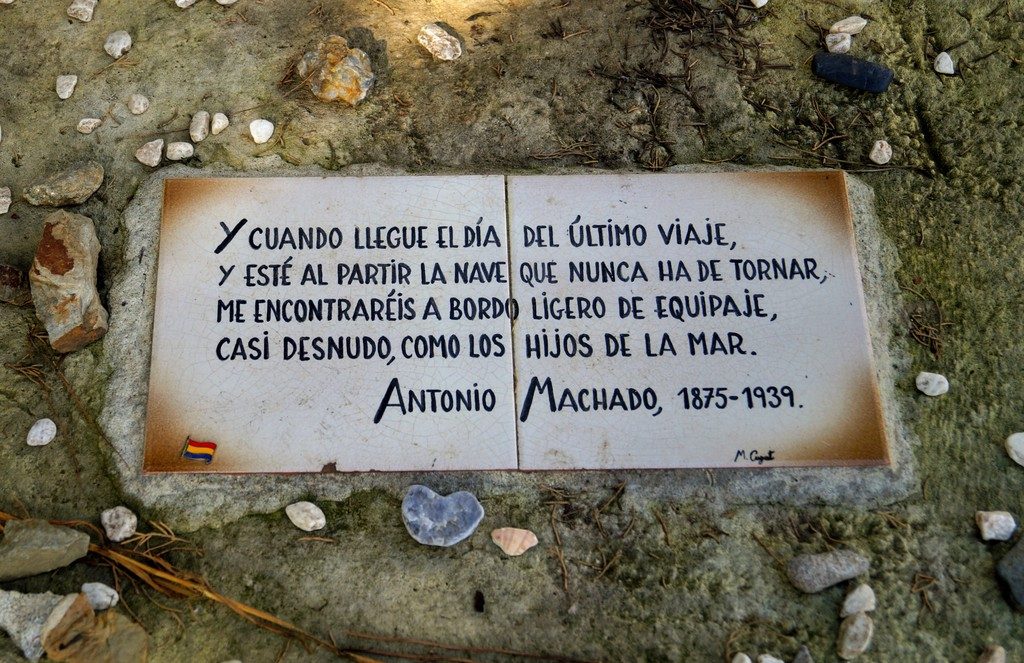 Y CUANDO LLEGUE EL DÍA DEL ÚLTIMO VIAJE,
Y ESTÉ AL PARTIR LA NAVE QUE NUNCA HA DE TORNAR,
ME ENCONTRARÉIS A BORDO LIGERO DE EQUIPAJE,
CASI DESNUDO, COMO LOS HIJOS DE LA MAR.
ANTONIO MACHADO, 1875-1939.